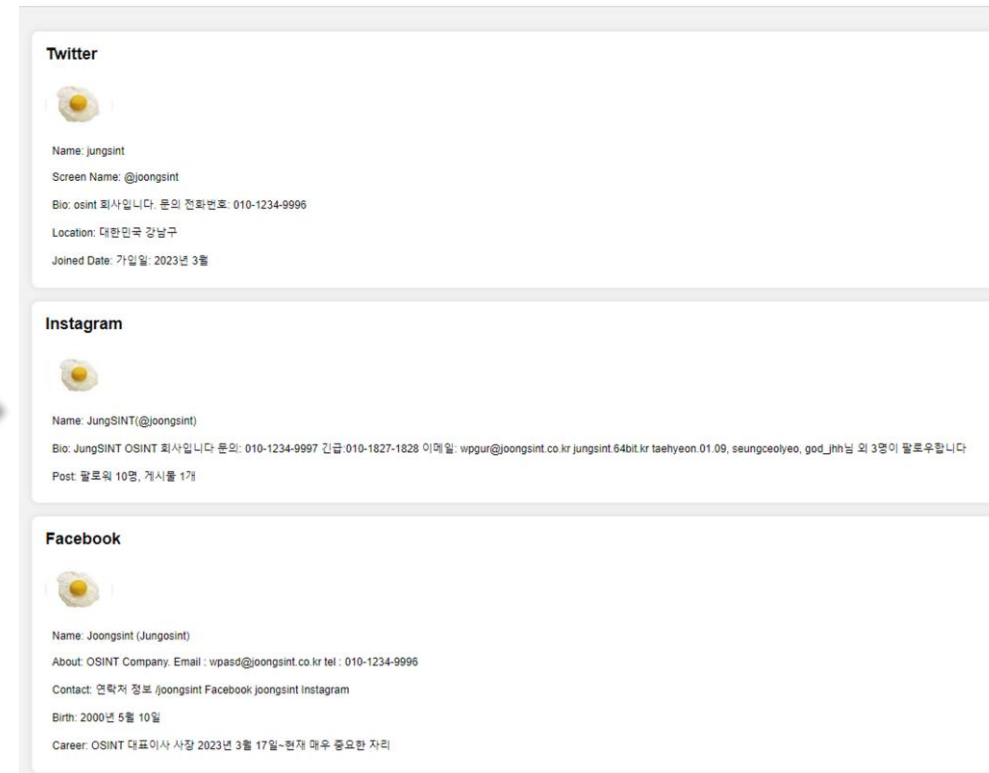 Twitter
Name: jungsint
Screen Name: @joongsint
Bio: osint 회사입니다. 문의 전화번호: 010-1234-9996
Location: 대한민국 강남구
Joined Date: 가입일: 2023년 3월
Instagram
Name: JungSINT(@joongsint)
Bio: JungSINT OSINT 회사입니다 문의: 010-1234-9997 긴급:010-1827-1828 이메일: wpgur@joongsint.co.kr jungsint.64bit.kr taehyeon.01.09, seungceolyeo, god_jhh님 외 3명이 팔로우합니다
Post: 팔로워 10명, 게시물 1개
Facebook
Name: Joongsint (Jungosint)
About: OSINT Company. Email : wpasd@joongsint.co.kr tel : 010-1234-9996
Contact: 연락처 정보 /joongsint Facebook joongsint Instagram
Birth: 2000년 5월 10일
Career: OSINT 대표이사 사장 2023년 3월 17일~현재 매우 중요한 자리